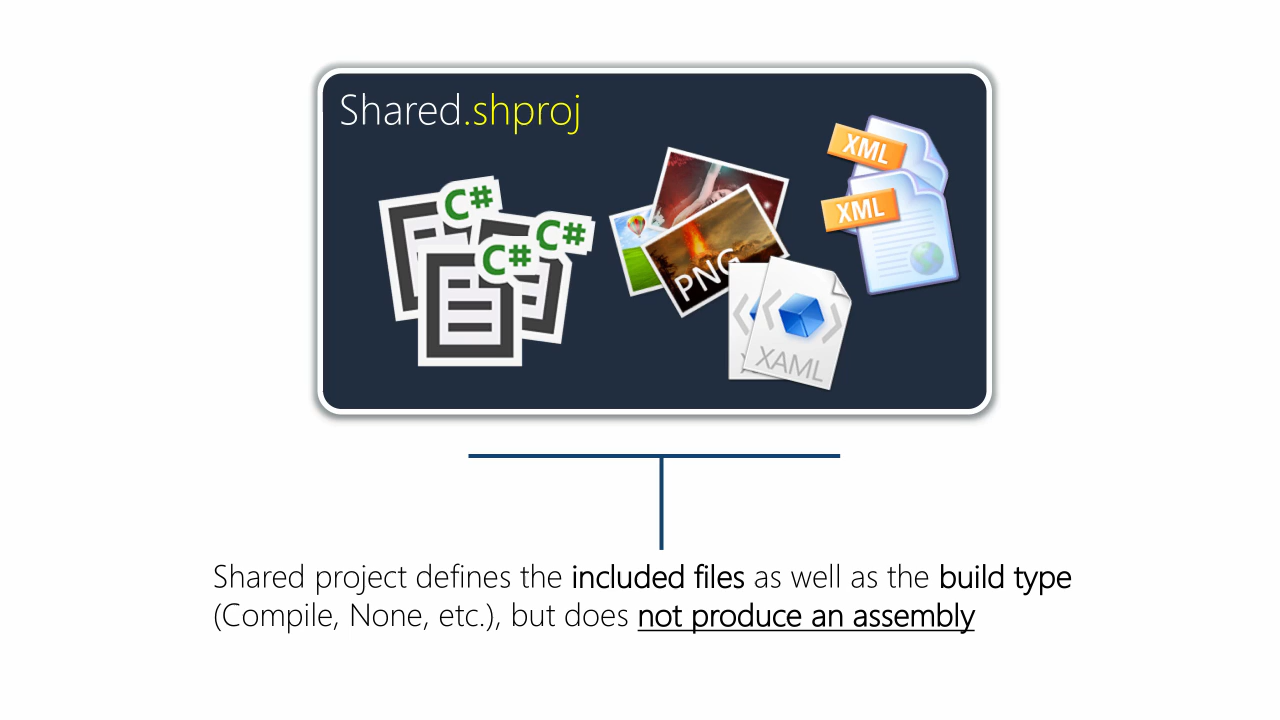 Shared.shproj
XML
C#
XML
C#
C#
PNG
XAML
Shared project defines the included files as well as the build type
(Compile, None, etc.), but does not produce an assembly